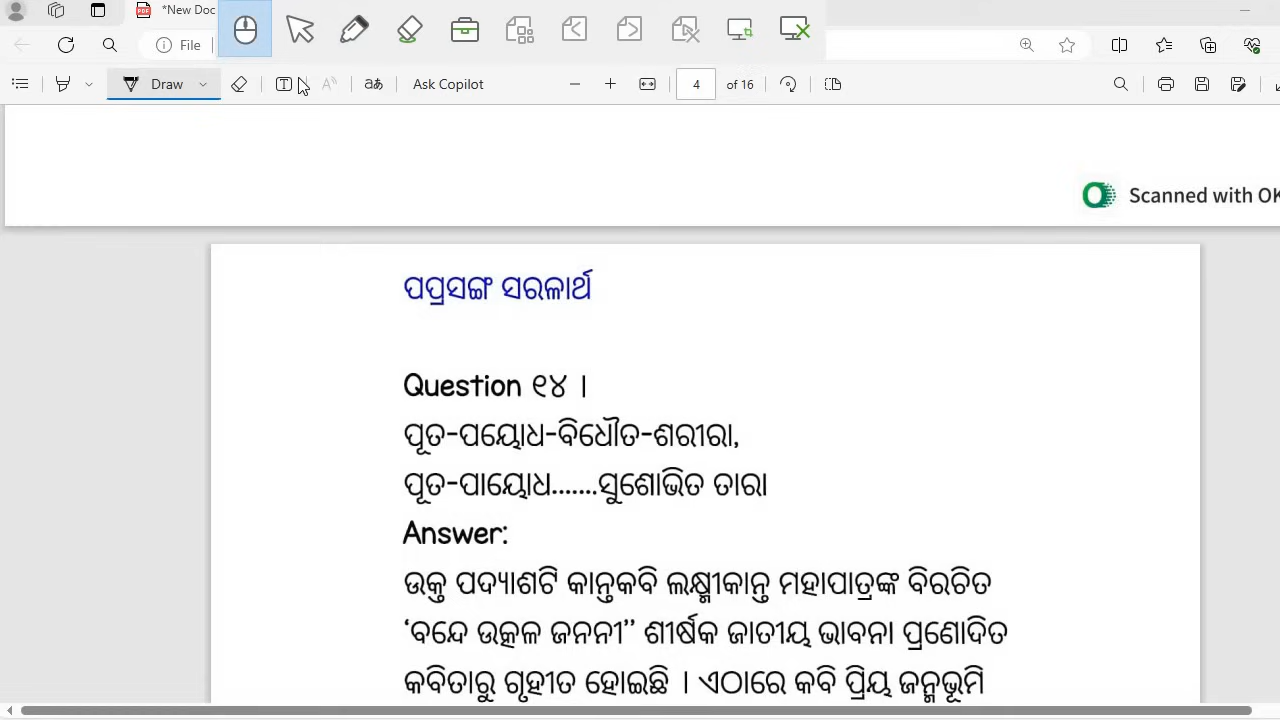 *New Doc
File
Draw
Ask Copilot
4 of 16
Scanned with OK
ପପ୍ରସଙ୍ଗ ସରଳାର୍ଥ
Question ୧୪ ।
ପୂତ-ପୟୋଧ-ବିଧୌତ-ଶରୀରା,
ପୂତ-ପାୟୋଧ.......ସୁଶୋଭିତ ତାରା
Answer:
ଉକ୍ତ ପଦ୍ୟାଶଟି କାନ୍ତକବି ଲକ୍ଷ୍ମୀକାନ୍ତ ମହାପାତ୍ରଙ୍କ ବିରଚିତ
‘ବନ୍ଦେ ଉତ୍କଳ ଜନନୀ’’ ଶୀର୍ଷକ ଜାତୀୟ ଭାବନା ପ୍ରଣୋଦିତ
କବିତାରୁ ଗୃହୀତ ହୋଇଛି । ଏଠାରେ କବି ପ୍ରିୟ ଜନ୍ମଭୂମି